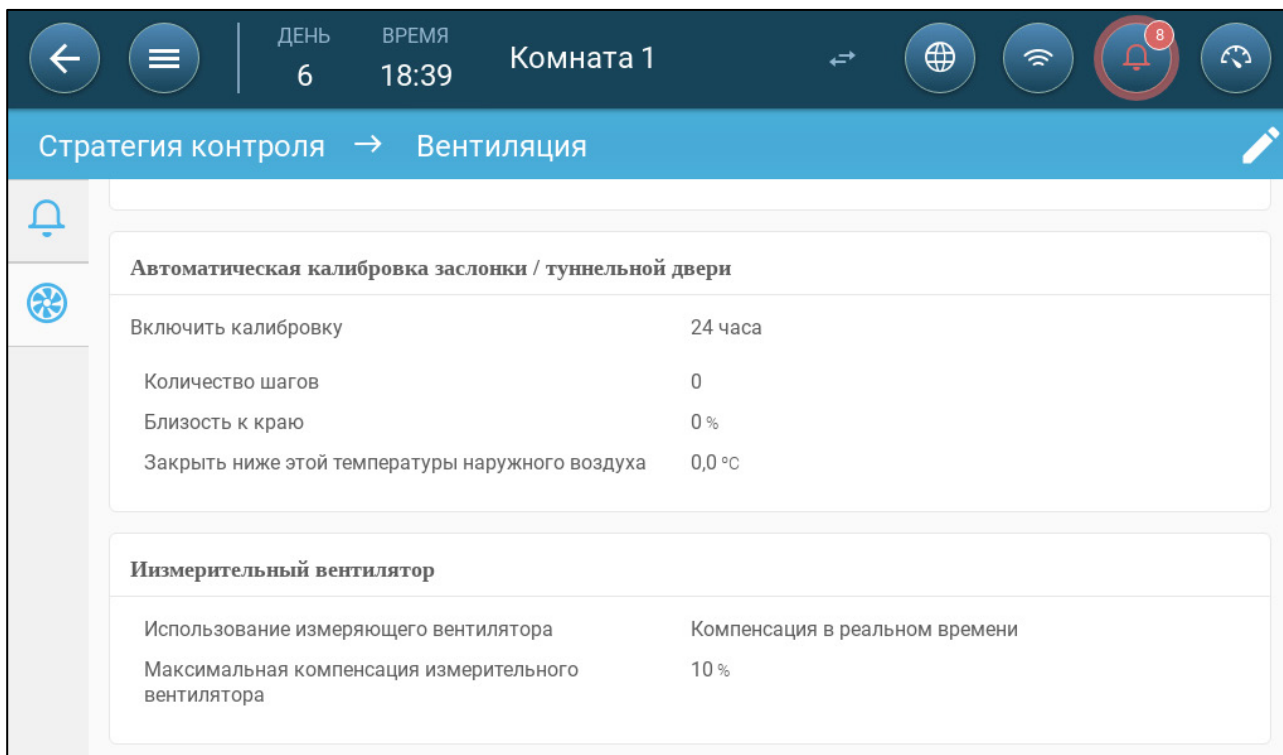 ДЕНЬ ВРЕМЯ
6 18:39 Комната 1 8
Стратегия контроля → Вентиляция
Автоматическая калибровка заслонки / туннельной двери
Включить калибровку 24 часа
Количество шагов 0
Близость к краю 0 %
Закрыть ниже этой температуры наружного воздуха 0,0 °C
Иизмерительный вентилятор
Использование измеряющего вентилятора Компенсация в реальном времени
Максимальная компенсация измерительного 10 %
вентилятора